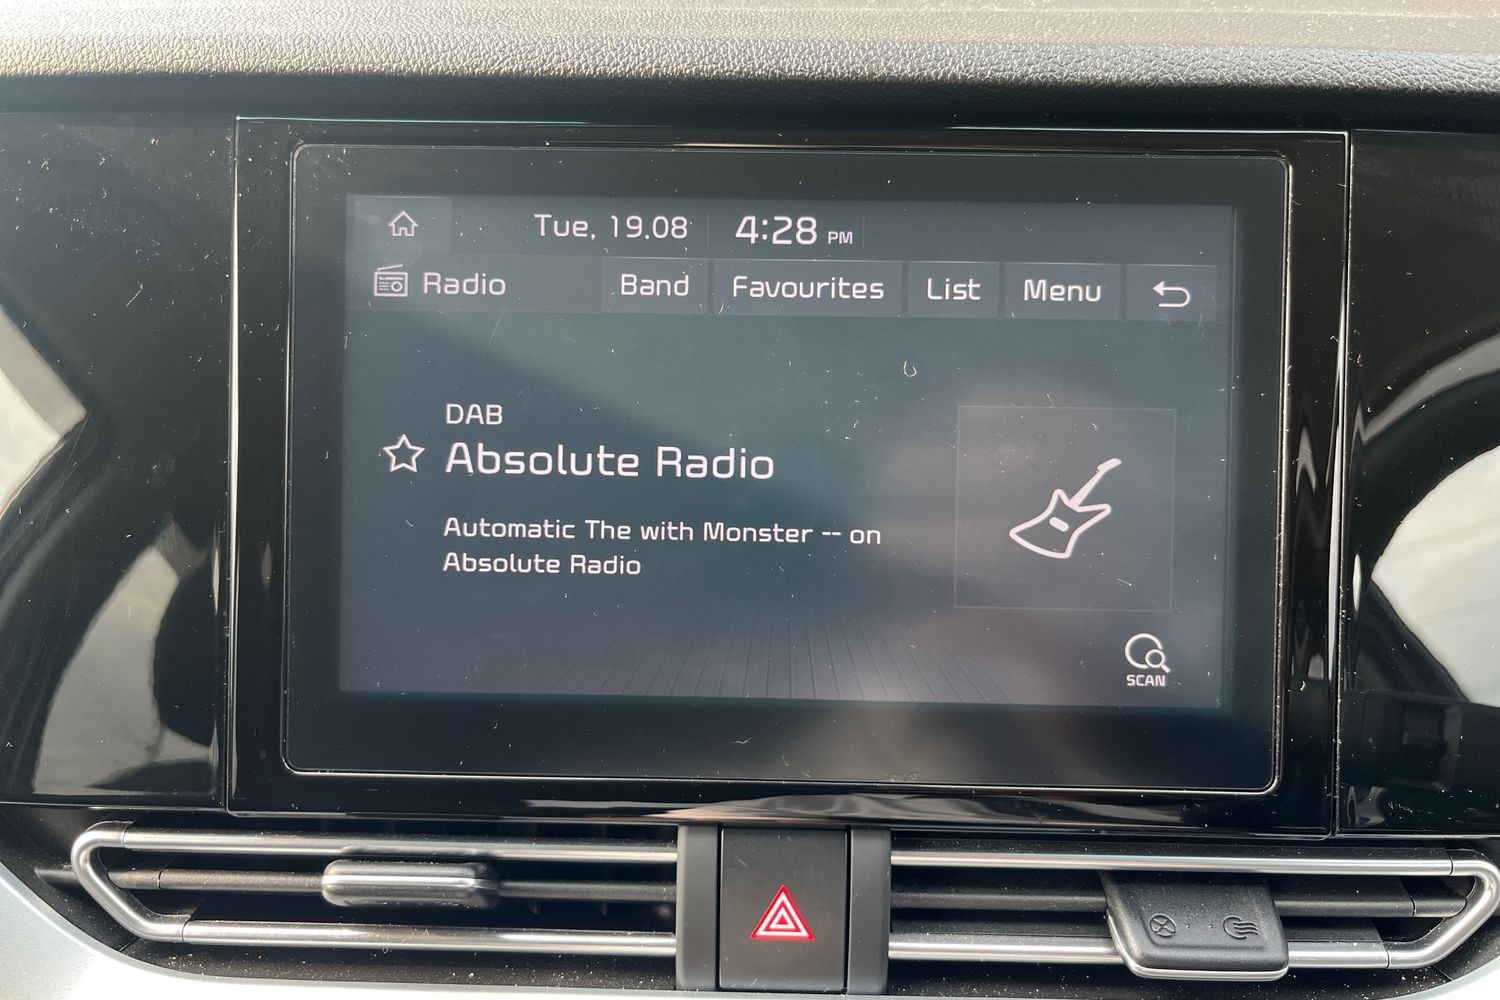 Tue, 19.08 4:28 PM
Radio Band Favourites List Menu
DAB
Absolute Radio
Automatic The with Monster -- on
Absolute Radio
SCAN